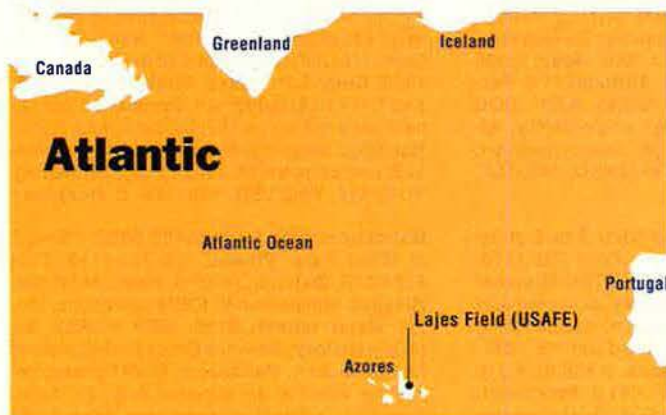 Greenland
Iceland
Canada
Atlantic
Atlantic Ocean
Portugal
Lajes Field (USAFE)
Azores